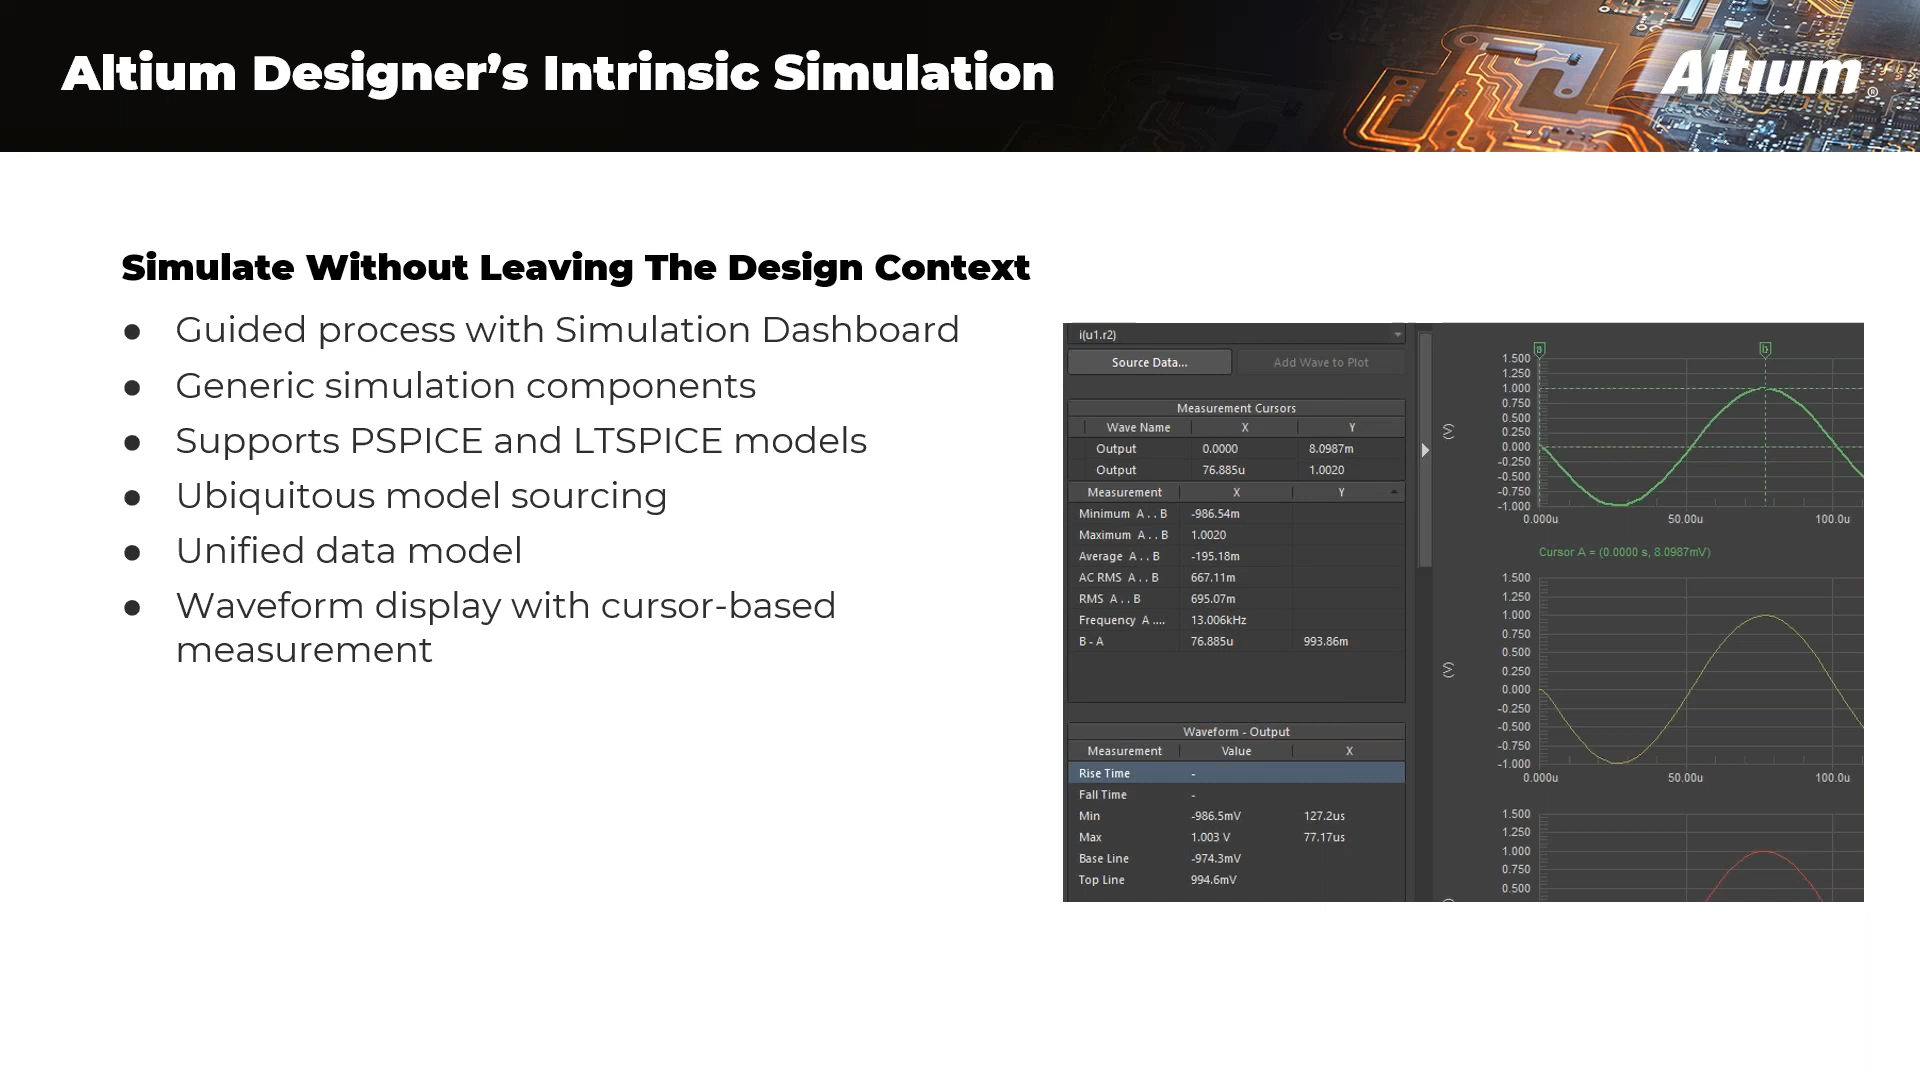 Altium Designer’s Intrinsic Simulation
Altium®
Simulate Without Leaving The Design Context
● Guided process with Simulation Dashboard
● Generic simulation components
● Supports PSPICE and LTSPICE models
● Ubiquitous model sourcing
● Unified data model
● Waveform display with cursor-based
measurement
i(u1.r2)
Source Data... Add Wave to Plot
Measurement Cursors
Wave Name X Y
Output 0.0000 8.0987m
Output 76.885u 1.0020
Measurement X Y
Minimum A . . B -986.54m
Maximum A . . B 1.0020
Average A . . B -195.18m
AC RMS A . . B 667.11m
RMS A . . B 695.07m
Frequency A .... 13.006kHz
B - A 76.885u 993.86m
Waveform - Output
Measurement Value X
Rise Time -
Fall Time -
Min -986.5mV 127.2us
Max 1.003 V 77.17us
Base Line -974.3mV
Top Line 994.6mV
1.500
1.250
1.000
0.750
0.500
0.250
0.000
-0.250
-0.500
-0.750
-1.000
0.000u 50.00u 100.0u
Cursor A = (0.0000 s, 8.0987mV)
1.500
1.250
1.000
0.750
0.500
0.250
0.000
-0.250
-0.500
-0.750
-1.000
0.000u 50.00u 100.0u
1.500
1.250
1.000
0.750
0.500